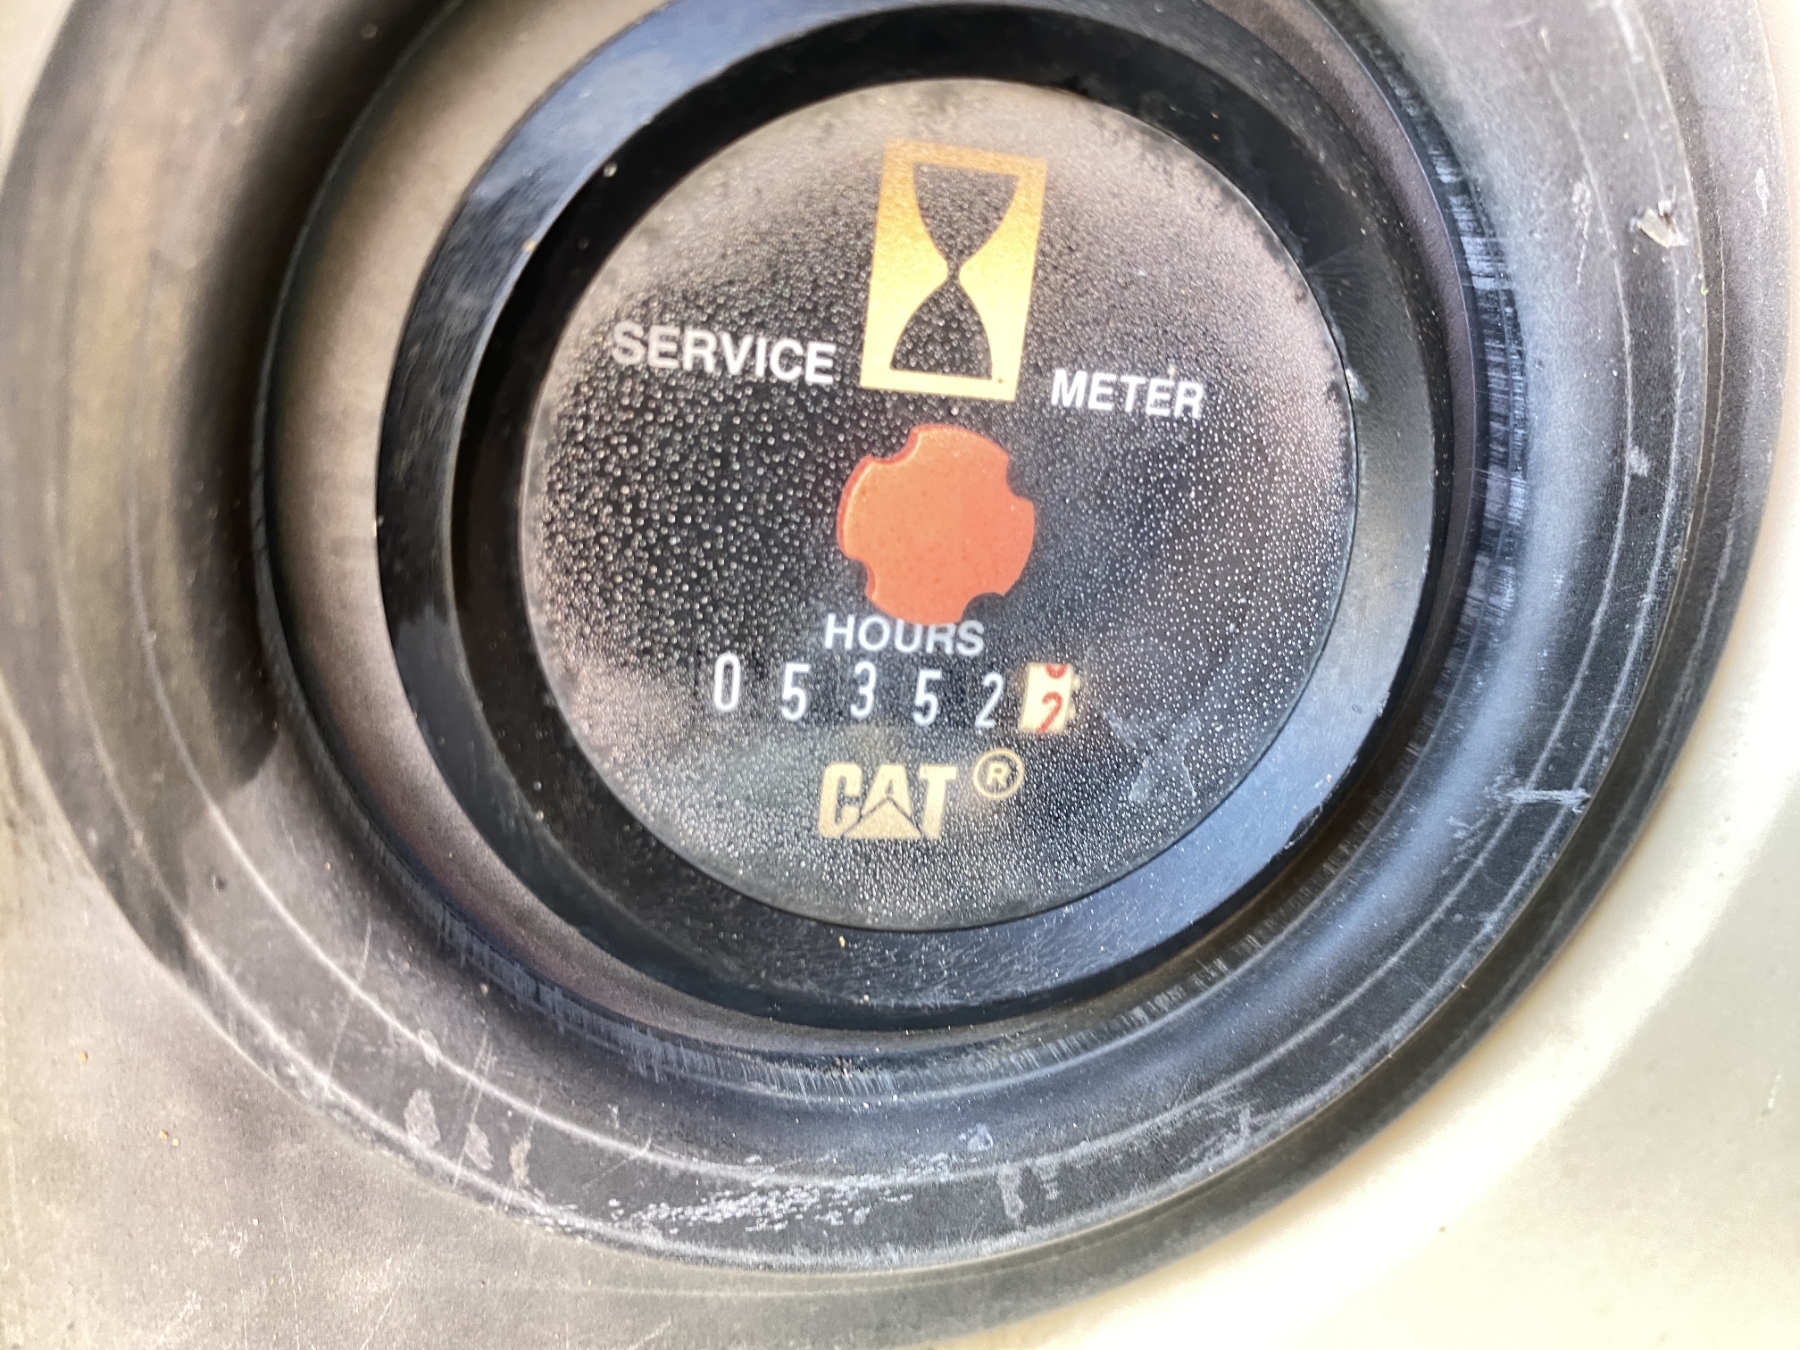 SERVICE METER
HOURS
053522
CAT ®